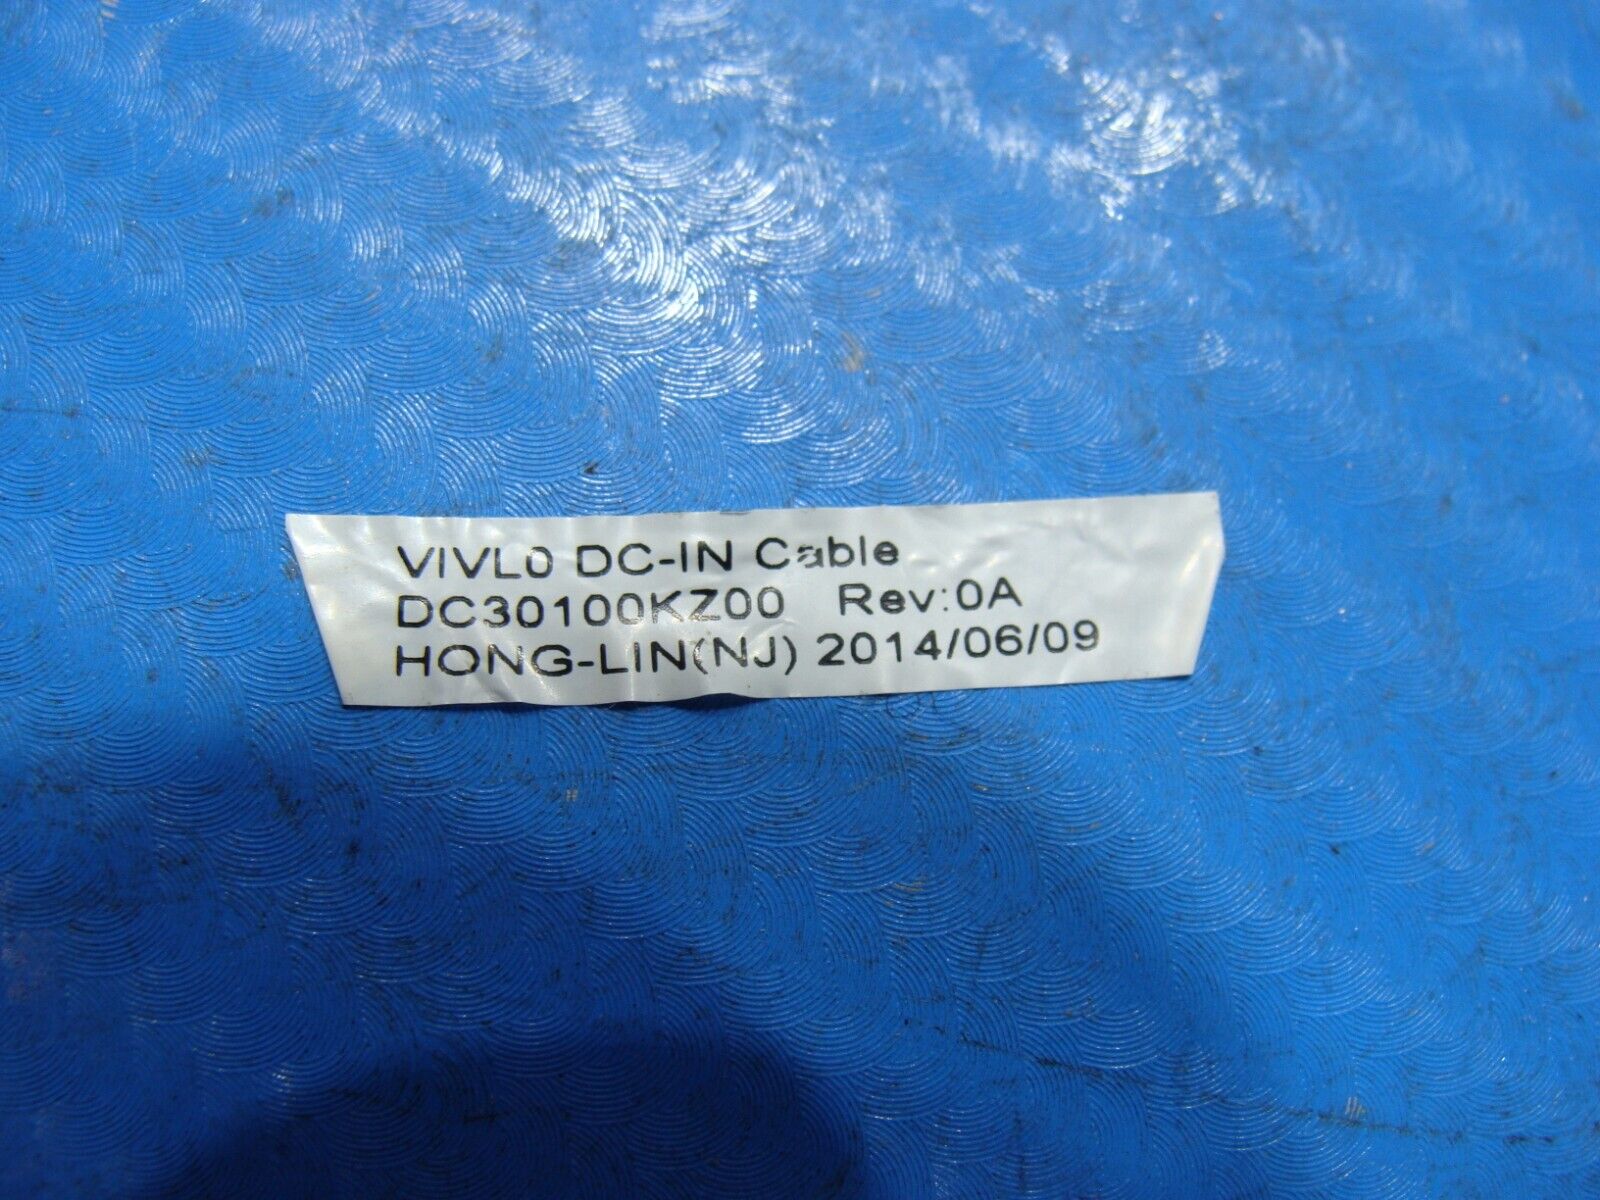 VIVL0 DC-IN Cable
DC30100KZ00 Rev:0A
HONG-LIN(NJ) 2014/06/09